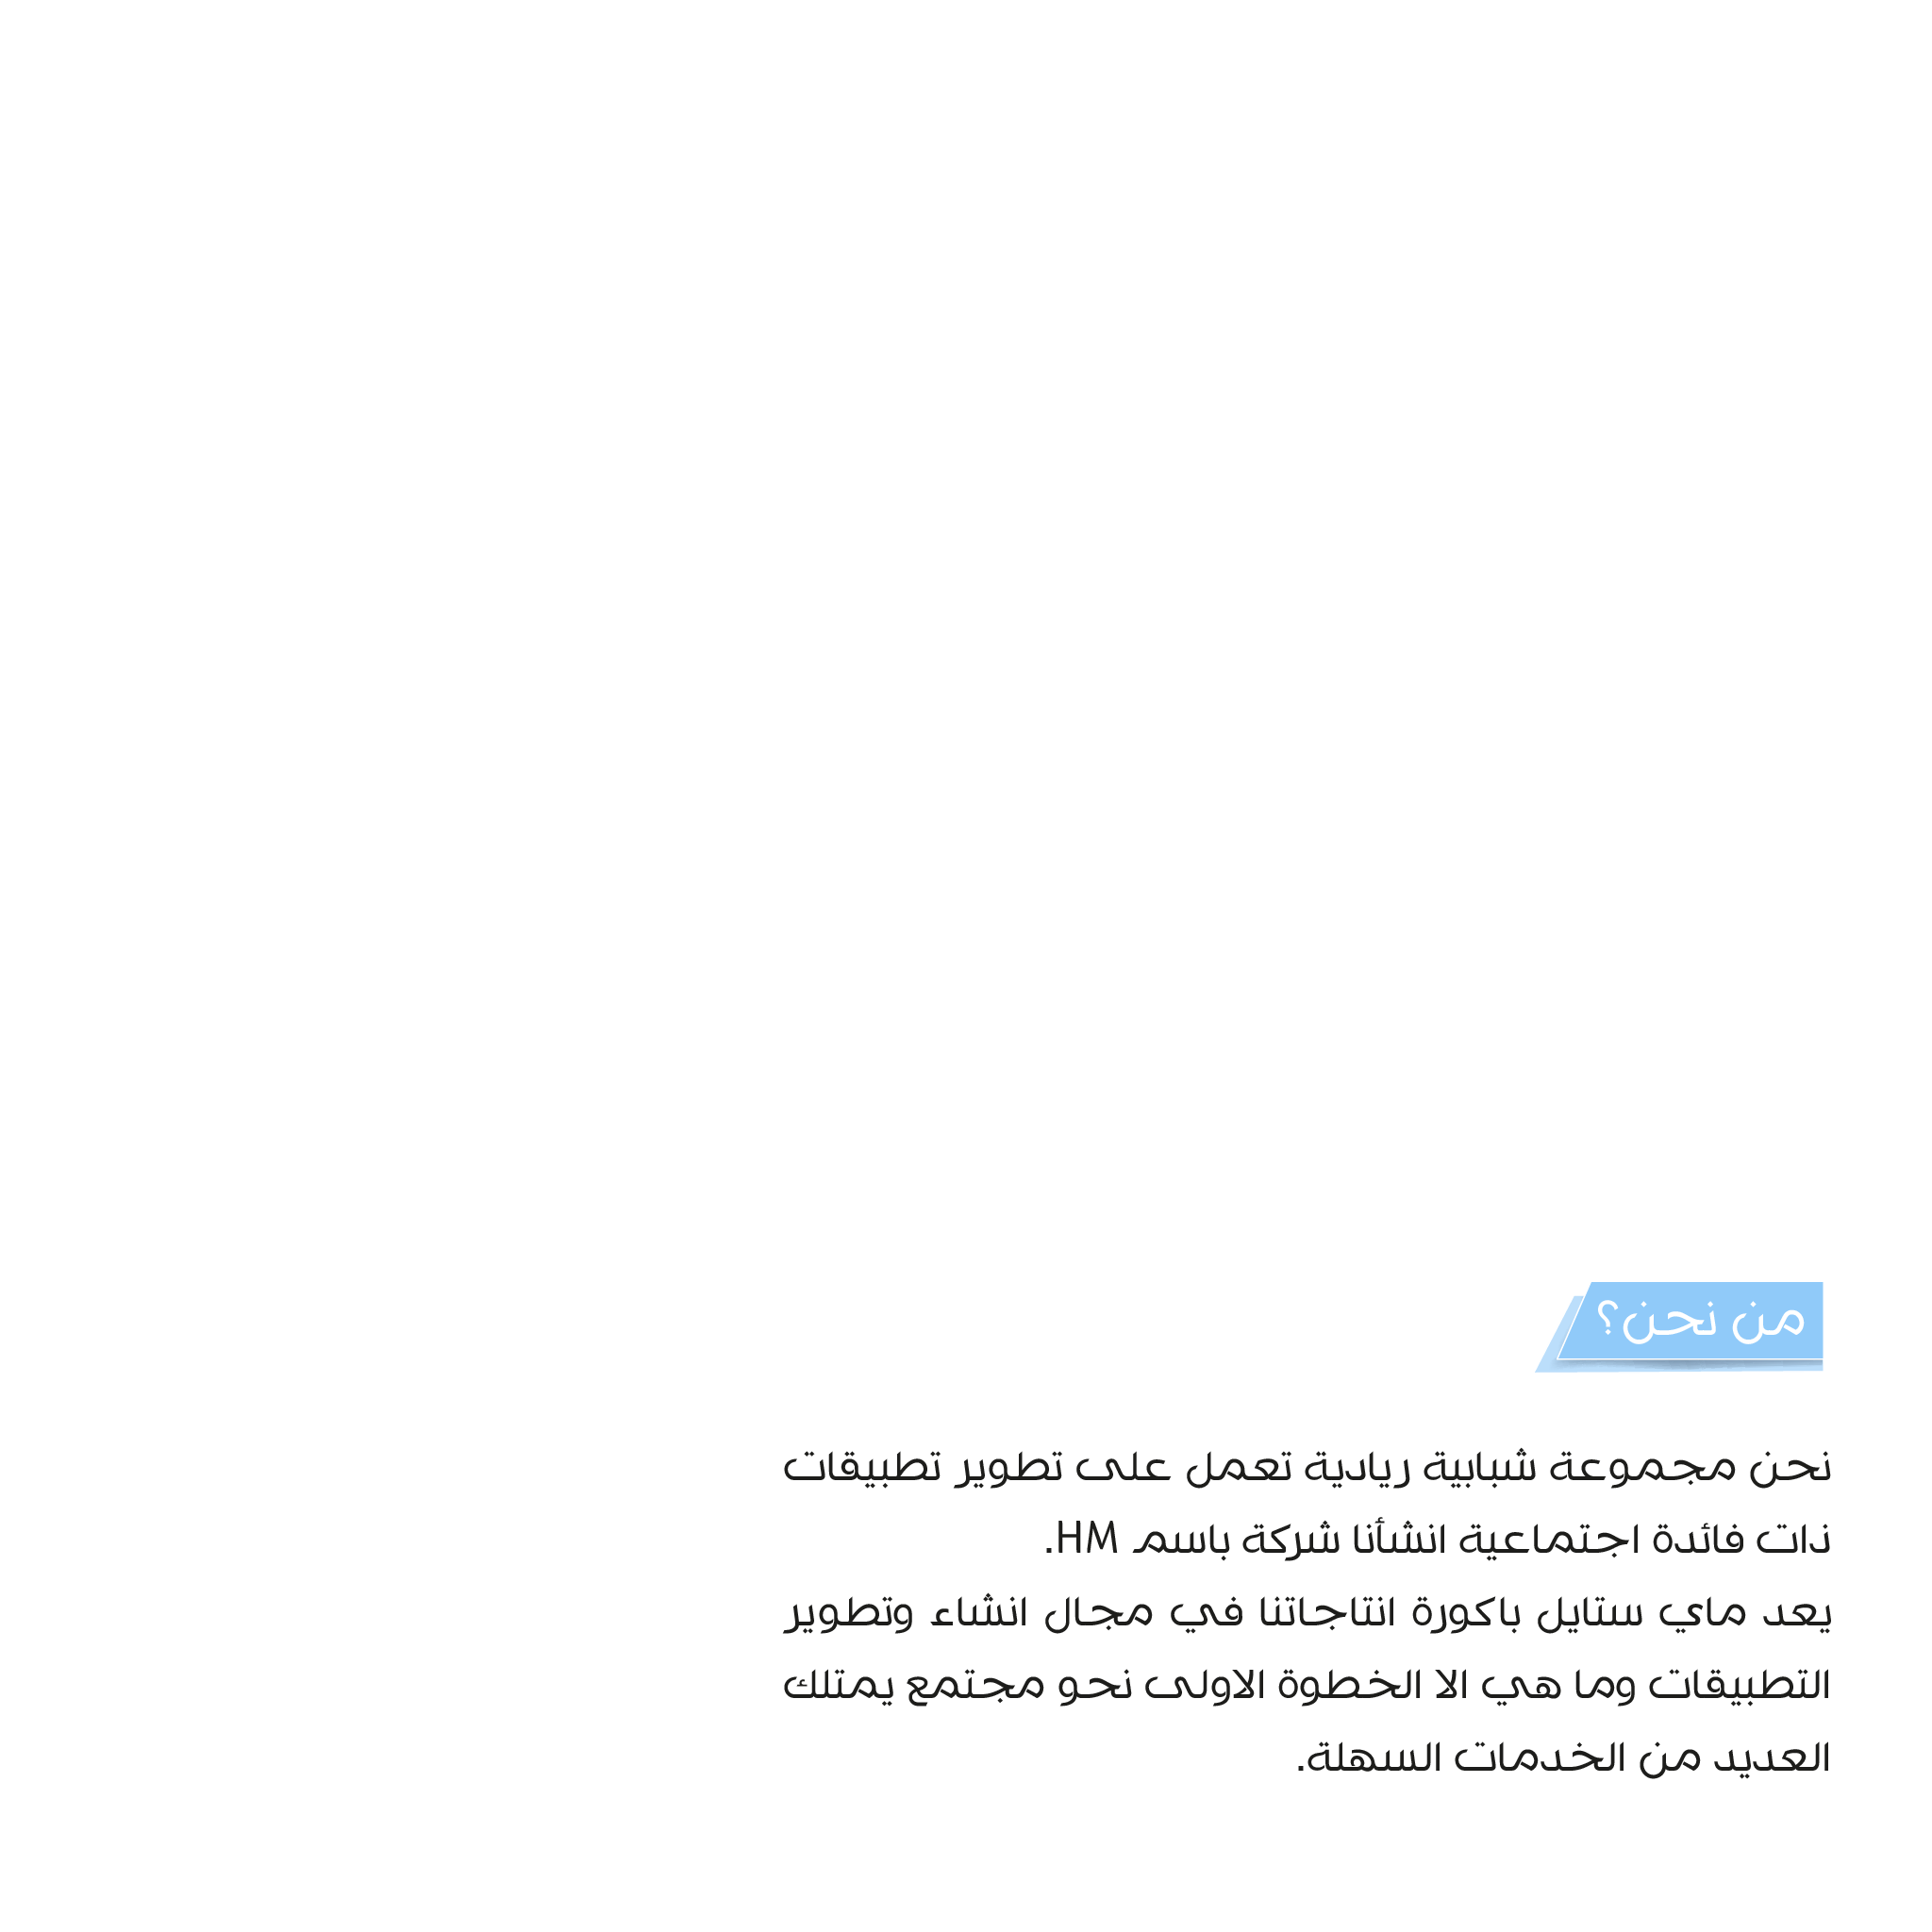 من نحن؟
نحن مجموعة شبابية ريادية تعمل على تطوير تطبيقات
ذات فائدة اجتماعية انشأنا شركة باسم HM.
يعد ماي ستايل باكورة انتاجاتنا في مجال انشاء وتطوير
التطبيقات وما هي الا الخطوة الاولى نحو مجتمع يمتلك
العديد من الخدمات السهلة.